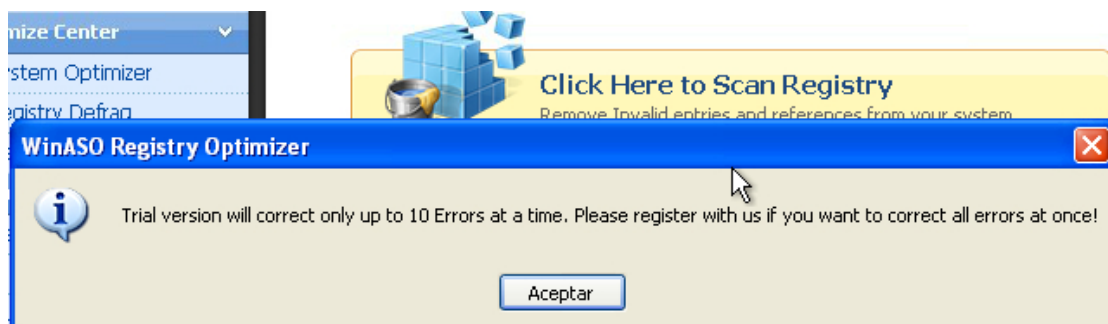 mize Center
stem Optimizer
egistry Defrag
Click Here to Scan Registry
Remove Invalid entries and references from your system
WinASO Registry Optimizer
Trial version will correct only up to 10 Errors at a time. Please register with us if you want to correct all errors at once!
Aceptar